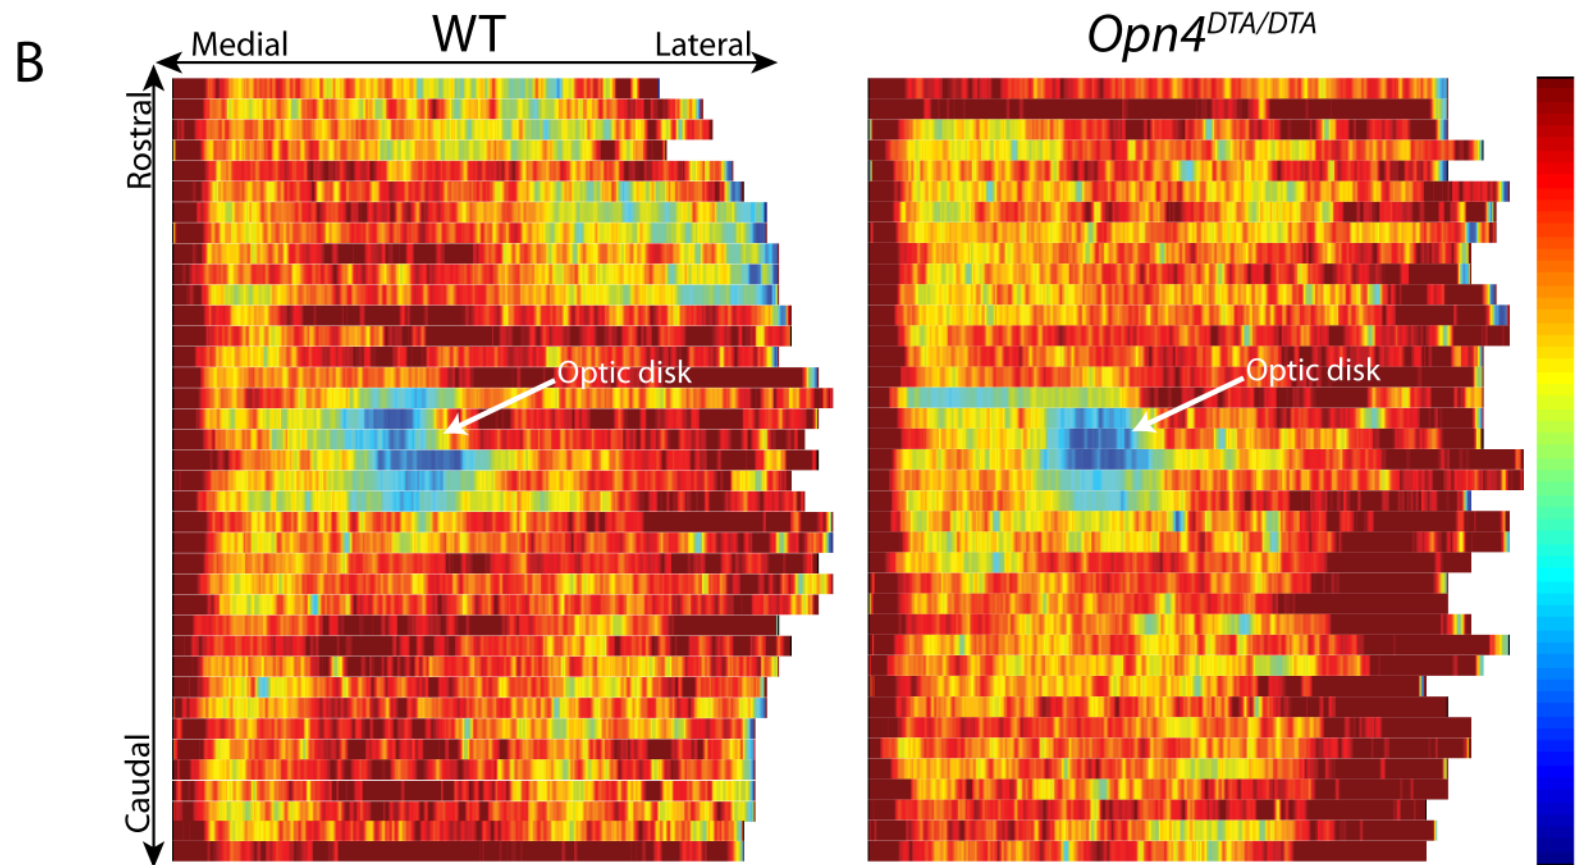 B
WT
Opn4DTA/DTA
Medial
Lateral
Rostral
Optic disk
Optic disk
Caudal